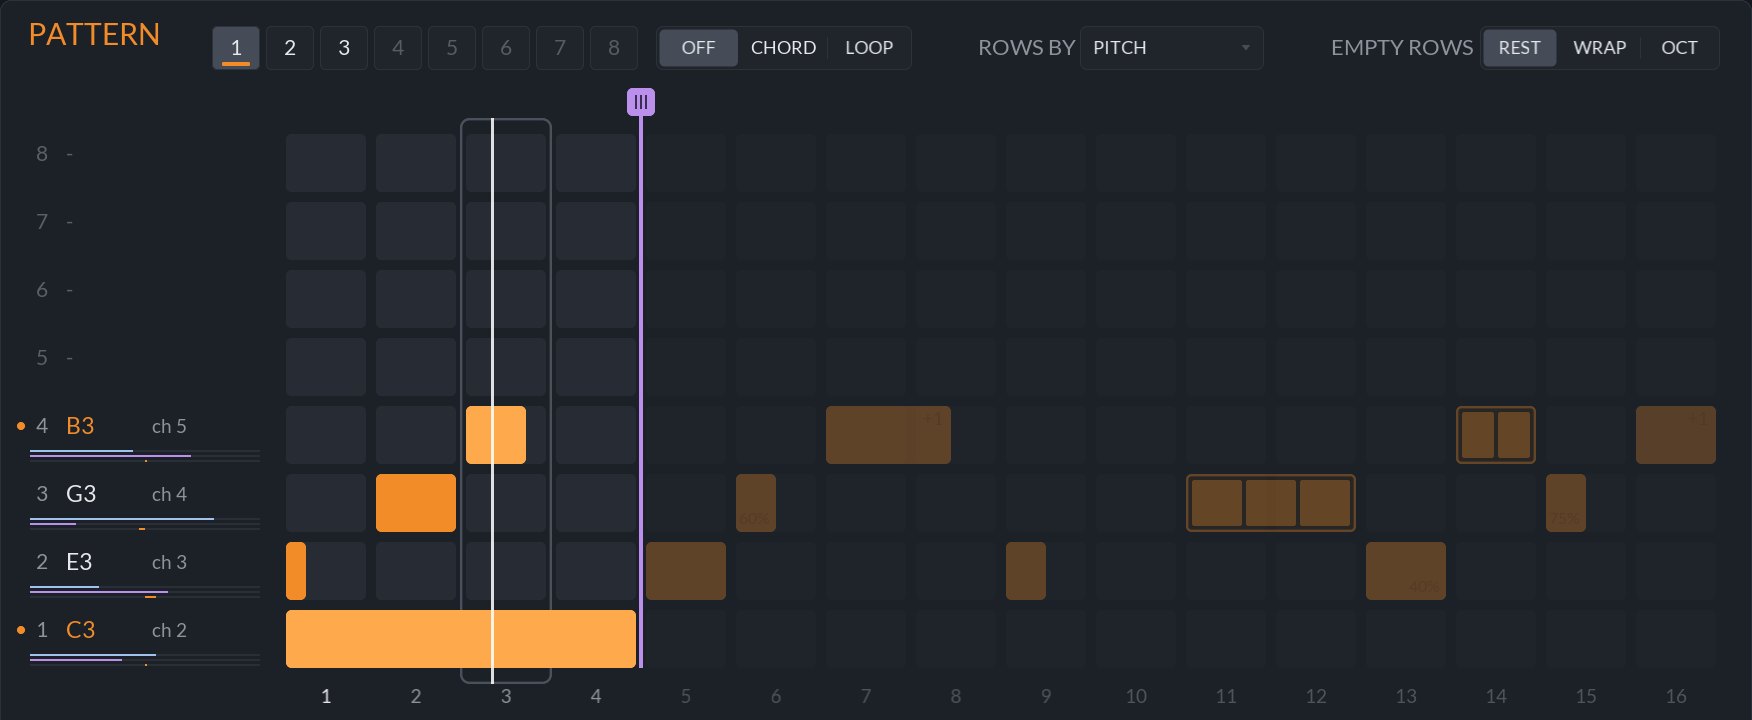 PATTERN 1 2 3 4 5 6 7 8 OFF CHORD LOOP ROWS BY PITCH EMPTY ROWS REST WRAP OCT
8 -
7 -
6 -
5 -
4 B3 ch 5 +1 +1
3 G3 ch 4 60% 75%
2 E3 ch 3 40%
1 C3 ch 2
1 2 3 4 5 6 7 8 9 10 11 12 13 14 15 16